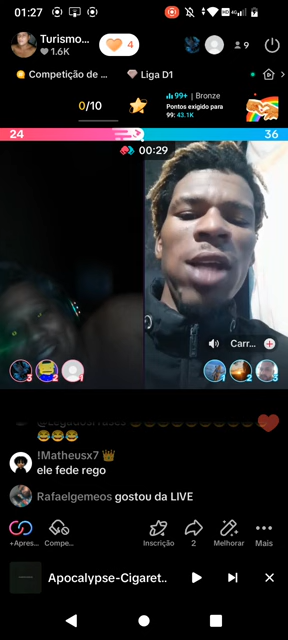 01:27
HD 4G
Turismo...
1.6K
4
9
Competição de ...
Liga D1
0/10
99+ | Bronze
Pontos exigido para
99: 43.1K
24
36
00:29
Carr...
3
2
1
1
2
3
!Matheusx7
ele fede rego
Rafaelgemeos gostou da LIVE
+Apres...
Compe...
Inscrição
2
Melhorar
Mais
Apocalypse-Cigaret..